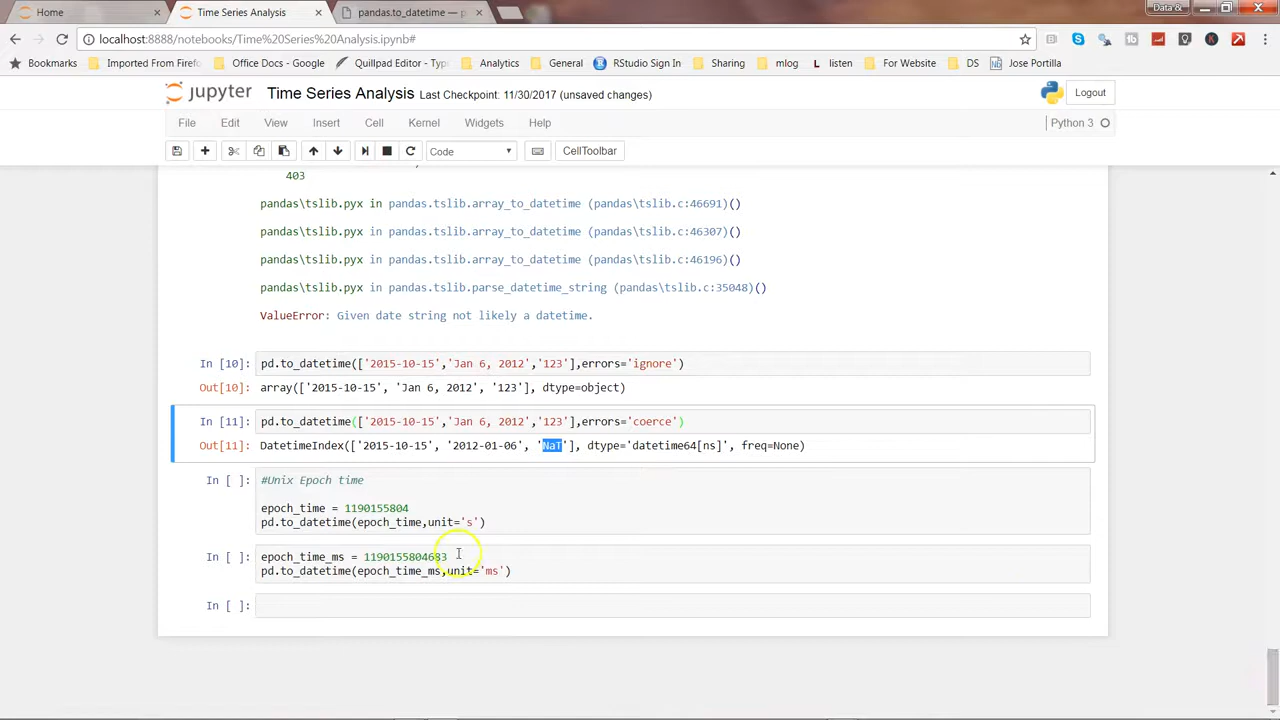 Home
Time Series Analysis
pandas.to_datetime — p
Data &
localhost:8888/notebooks/Time%20Series%20Analysis.ipynb#
Bookmarks Imported From Firef Office Docs - Google Quillpad Editor - Type Analytics General RStudio Sign In Sharing mlog listen For Website DS Jose Portilla
jupyter Time Series Analysis Last Checkpoint: 11/30/2017 (unsaved changes) Logout
File Edit View Insert Cell Kernel Widgets Help Python 3
Code CellToolbar
403
pandas\tslib.pyx in pandas.tslib.array_to_datetime (pandas\tslib.c:46691)()
pandas\tslib.pyx in pandas.tslib.array_to_datetime (pandas\tslib.c:46307)()
pandas\tslib.pyx in pandas.tslib.array_to_datetime (pandas\tslib.c:46196)()
pandas\tslib.pyx in pandas.tslib.parse_datetime_string (pandas\tslib.c:35048)()
ValueError: Given date string not likely a datetime.
In [10]: pd.to_datetime(['2015-10-15','Jan 6, 2012','123'],errors='ignore')
Out[10]: array(['2015-10-15', 'Jan 6, 2012', '123'], dtype=object)
In [11]: pd.to_datetime(['2015-10-15','Jan 6, 2012','123'],errors='coerce')
Out[11]: DatetimeIndex(['2015-10-15', '2012-01-06', 'NaT'], dtype='datetime64[ns]', freq=None)
In [ ]: #Unix Epoch time
epoch_time = 1190155804
pd.to_datetime(epoch_time,unit='s')
In [ ]: epoch_time_ms = 1190155804683
pd.to_datetime(epoch_time_ms,unit='ms')
In [ ]: